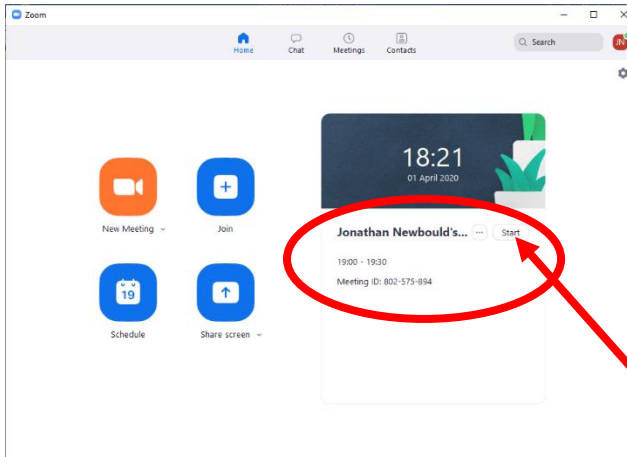 Zoom
Home Chat Meetings Contacts
Search
JN
18:21
01 April 2020
New Meeting
Join
Jonathan Newbould's... ... Start
19:00 - 19:30
Meeting ID: 802-575-894
19
Schedule
Share screen